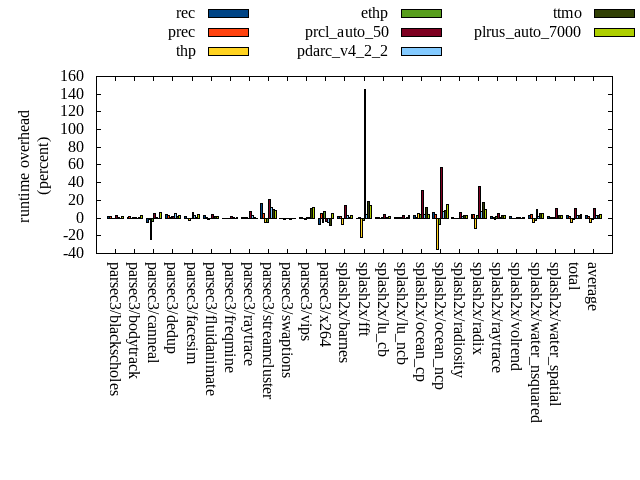 rec
prec
thp
ethp
prcl_auto_50
pdarc_v4_2_2
ttmo
plrus_auto_7000
160
140
120
100
80
60
40
20
0
-20
-40
runtime overhead
(percent)
parsec3/blackscholes
parsec3/bodytrack
parsec3/canneal
parsec3/dedup
parsec3/facesim
parsec3/fluidanimate
parsec3/freqmine
parsec3/raytrace
parsec3/streamcluster
parsec3/swaptions
parsec3/vips
parsec3/x264
splash2x/barnes
splash2x/fft
splash2x/lu_cb
splash2x/lu_ncb
splash2x/ocean_cp
splash2x/ocean_ncp
splash2x/radiosity
splash2x/radix
splash2x/raytrace
splash2x/volrend
splash2x/water_nsquared
splash2x/water_spatial
total
average